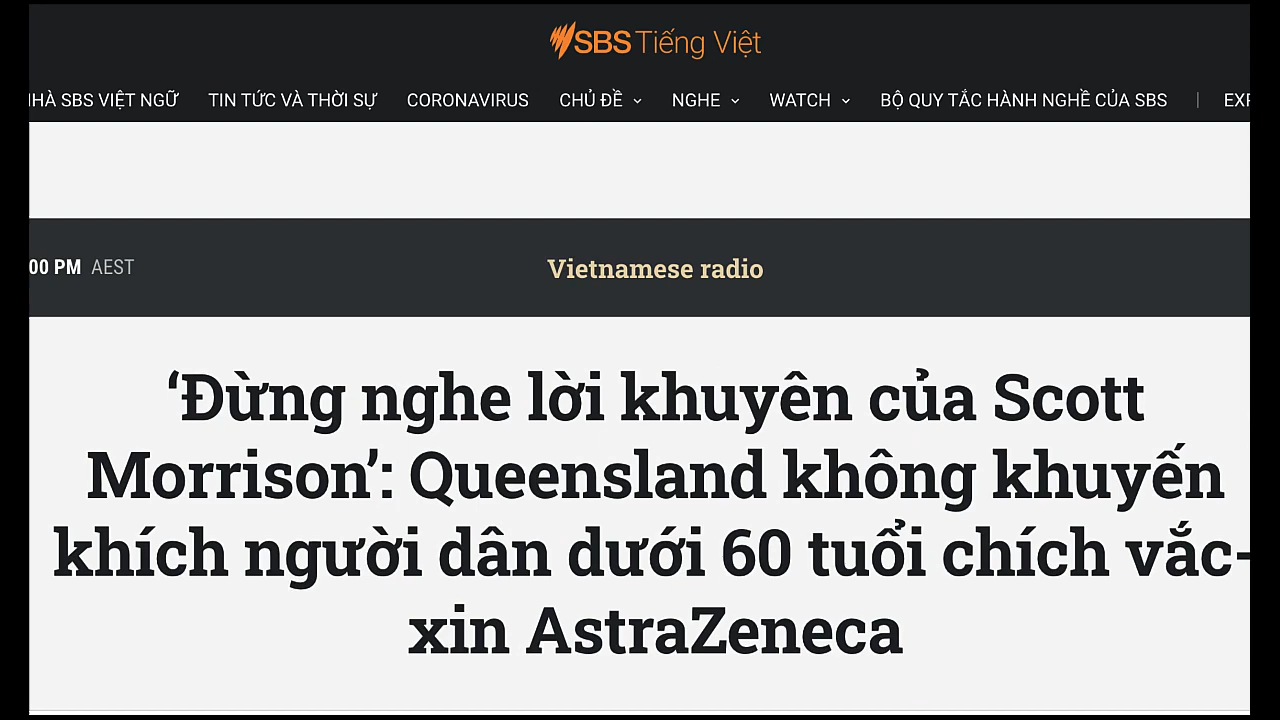 SBS Tiếng Việt
NHÀ SBS VIỆT NGỮ TIN TỨC VÀ THỜI SỰ CORONAVIRUS CHỦ ĐỀ NGHE WATCH BỘ QUY TẮC HÀNH NGHỀ CỦA SBS |
00 PM AEST Vietnamese radio
‘Đừng nghe lời khuyên của Scott
Morrison’: Queensland không khuyến
khích người dân dưới 60 tuổi chích vắc-
xin AstraZeneca